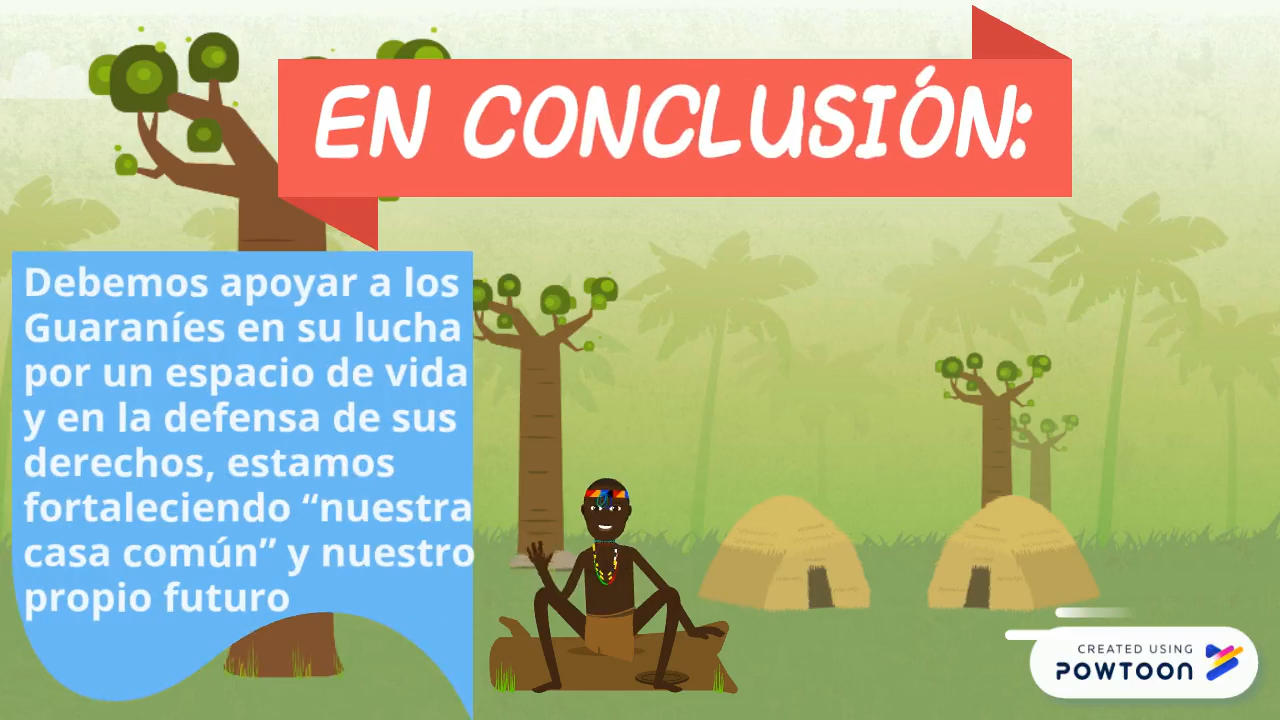 EN CONCLUSIÓN:
Debemos apoyar a los
Guaraníes en su lucha
por un espacio de vida
y en la defensa de sus
derechos, estamos
fortaleciendo “nuestra
casa común” y nuestro
propio futuro
CREATED USING
POWTOON